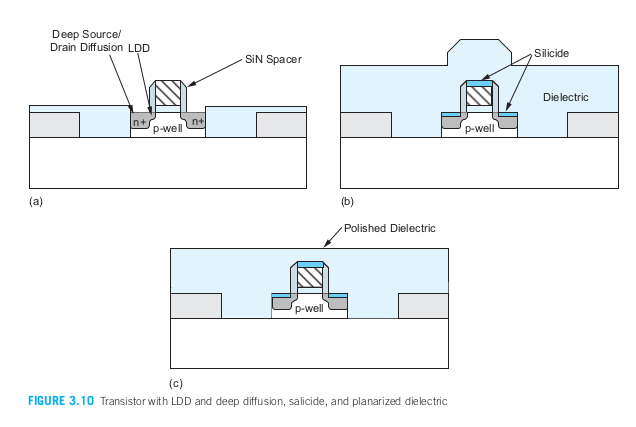 Deep Source/
Drain Diffusion LDD
SiN Spacer
n+ p-well n+
(a)
Silicide
Dielectric
p-well
(b)
Polished Dielectric
p-well
(c)
FIGURE 3.10 Transistor with LDD and deep diffusion, salicide, and planarized dielectric